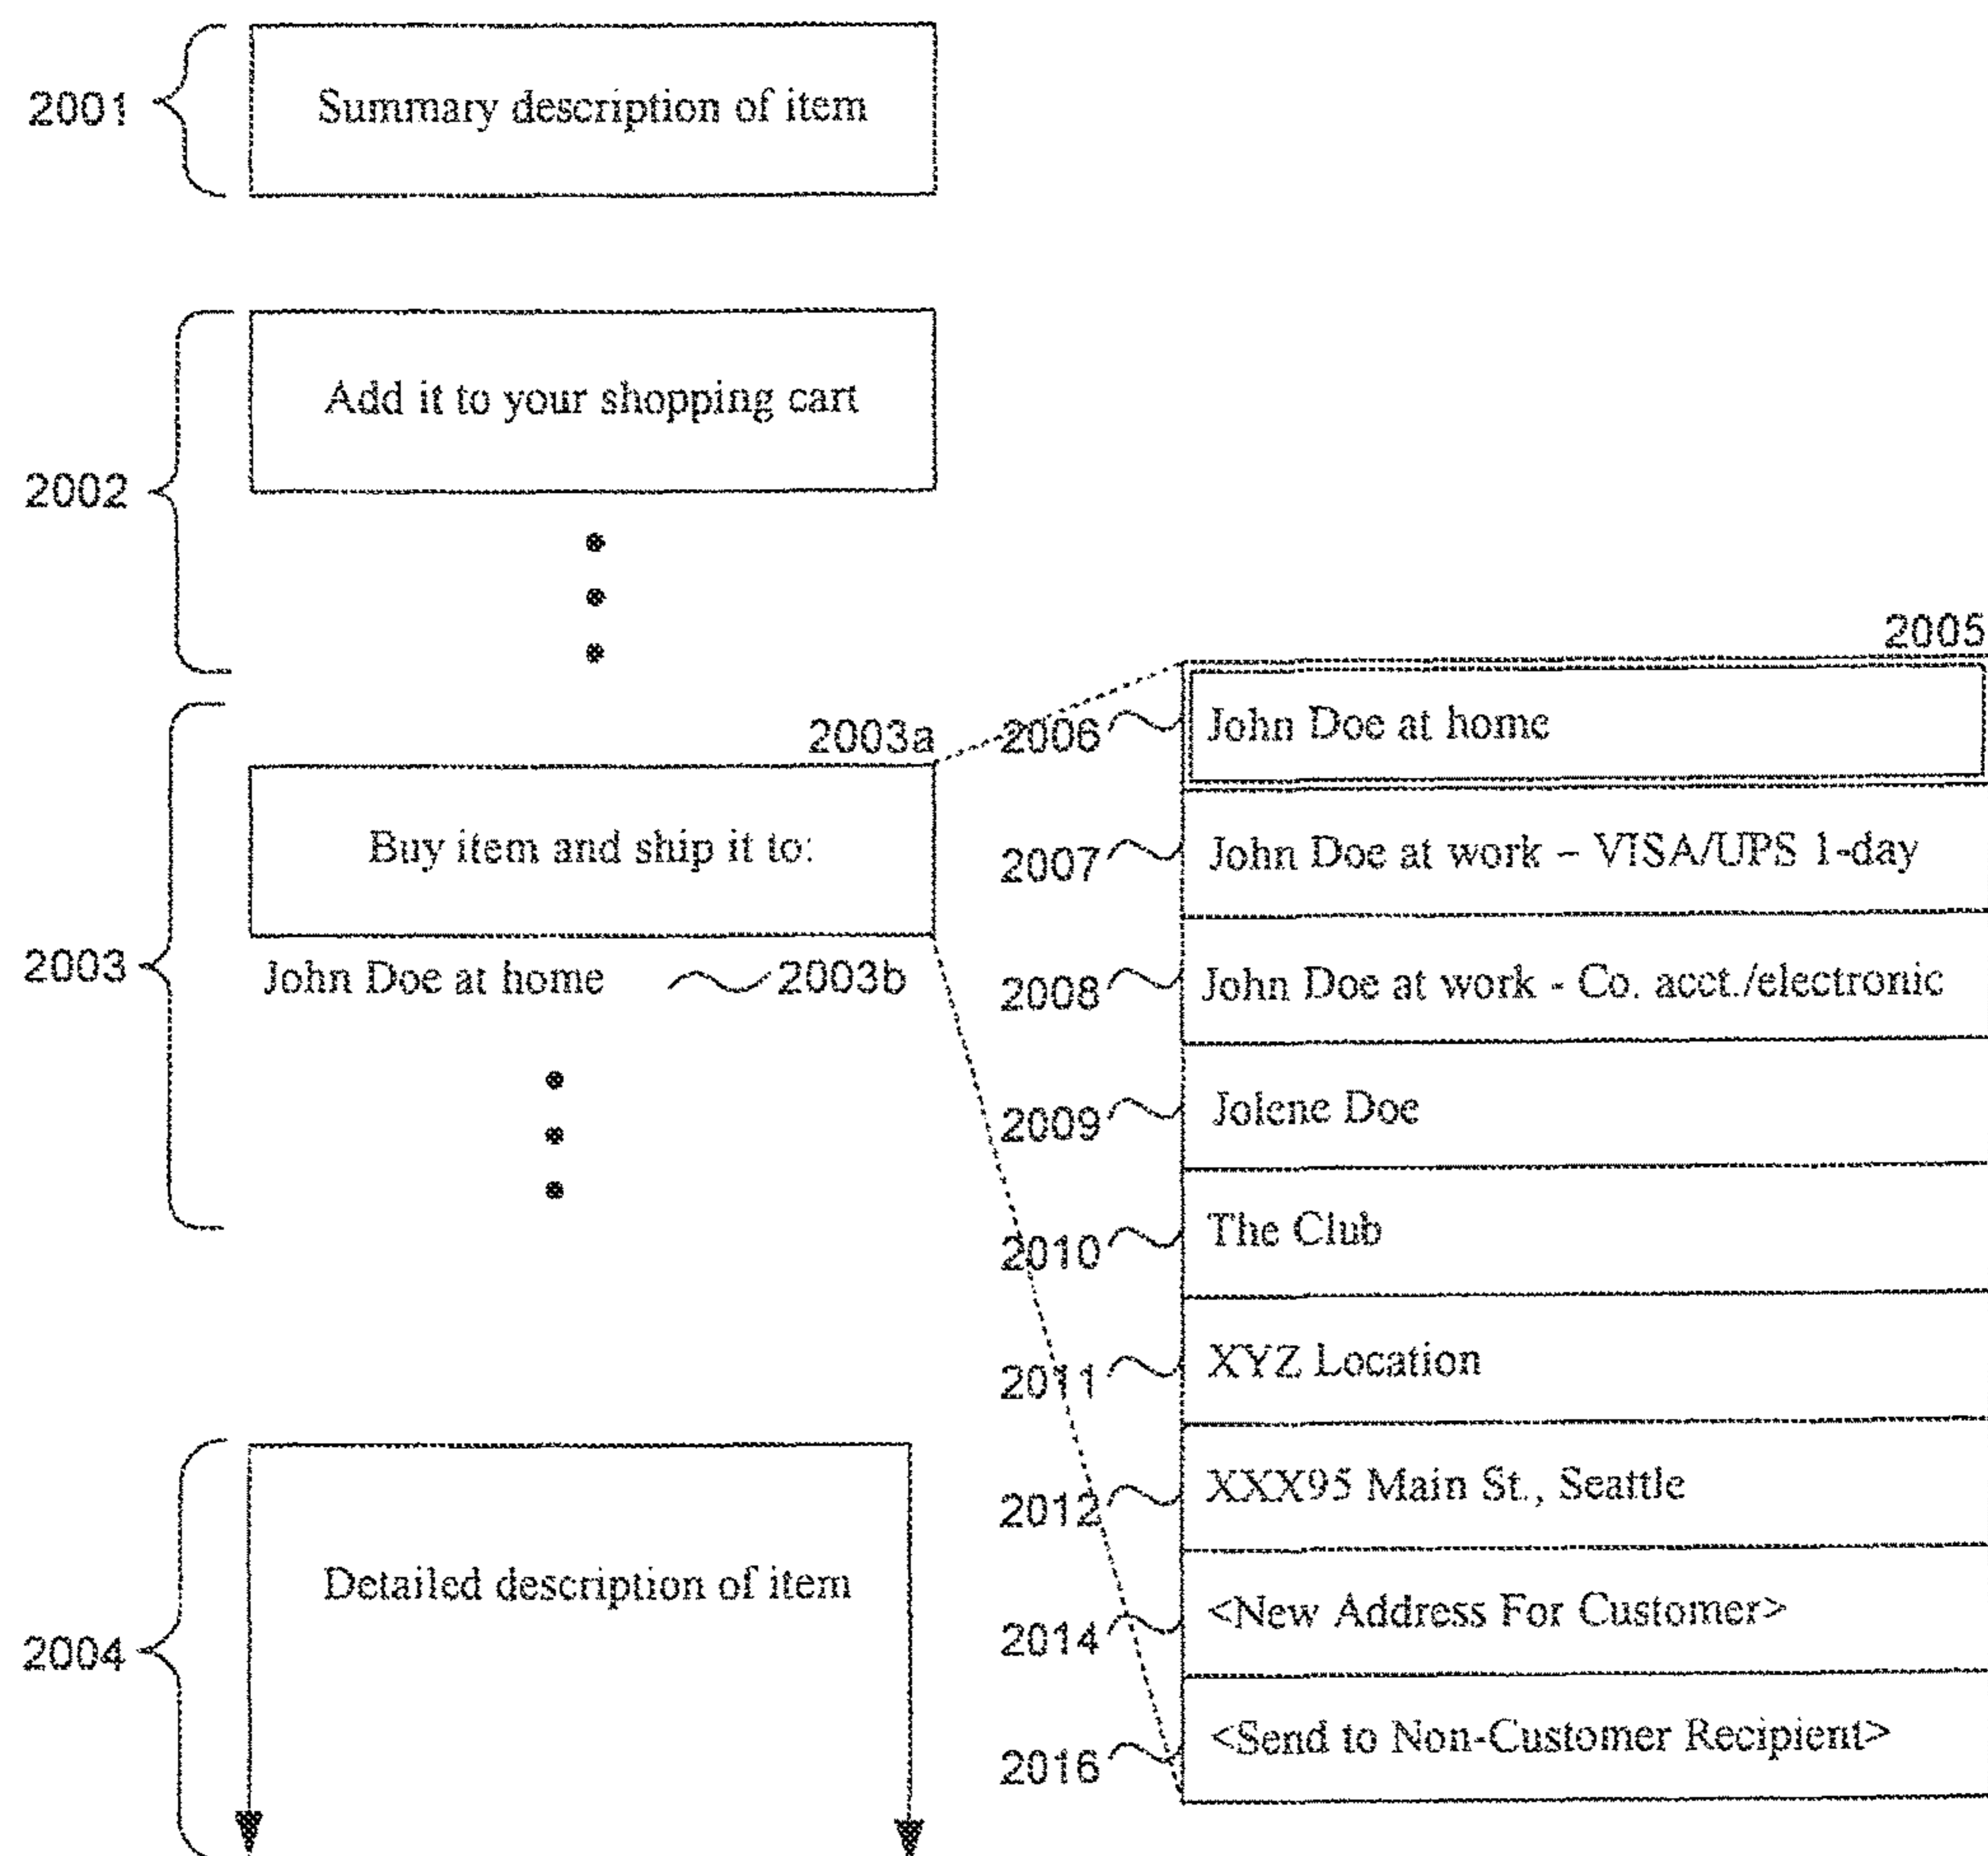 2001
Summary description of item
2002
Add it to your shopping cart
2003
2003a
Buy item and ship it to:
John Doe at home
2003b
2004
Detailed description of item
2005
2006
John Doe at home
2007
John Doe at work – VISA/UPS 1-day
2008
John Doe at work - Co. acct./electronic
2009
Jolene Doe
2010
The Club
2011
XYZ Location
2012
XXX95 Main St., Seattle
2014
<New Address For Customer>
2016
<Send to Non-Customer Recipient>